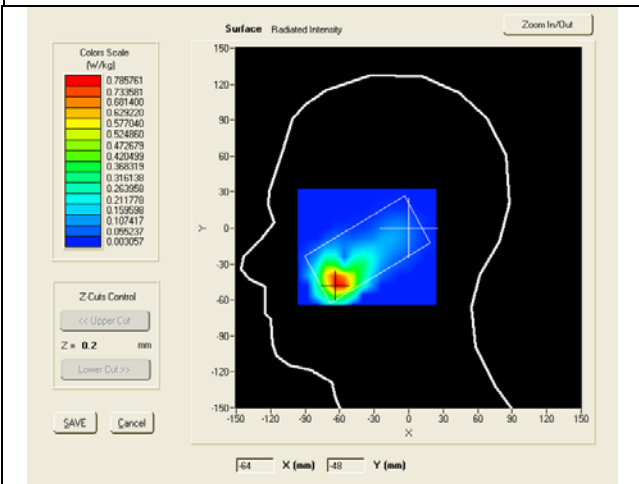 Surface Radiated Intensity
Zoom In/Out
Colors Scale
(W/kg)
0.785761
0.733581
0.681400
0.629220
0.577040
0.524860
0.472679
0.420499
0.368319
0.316138
0.263958
0.211778
0.159598
0.107417
0.055237
0.003057
150
120
90
60
30
0
-30
-60
-90
-120
-150
Y
-150 -120 -90 -60 -30 0 30 60 90 120 150
X
Z-Cuts Control
<< Upper Cut
Z = 0.2 mm
Lower Cut >>
SAVE Cancel
-64 X (mm) -48 Y (mm)